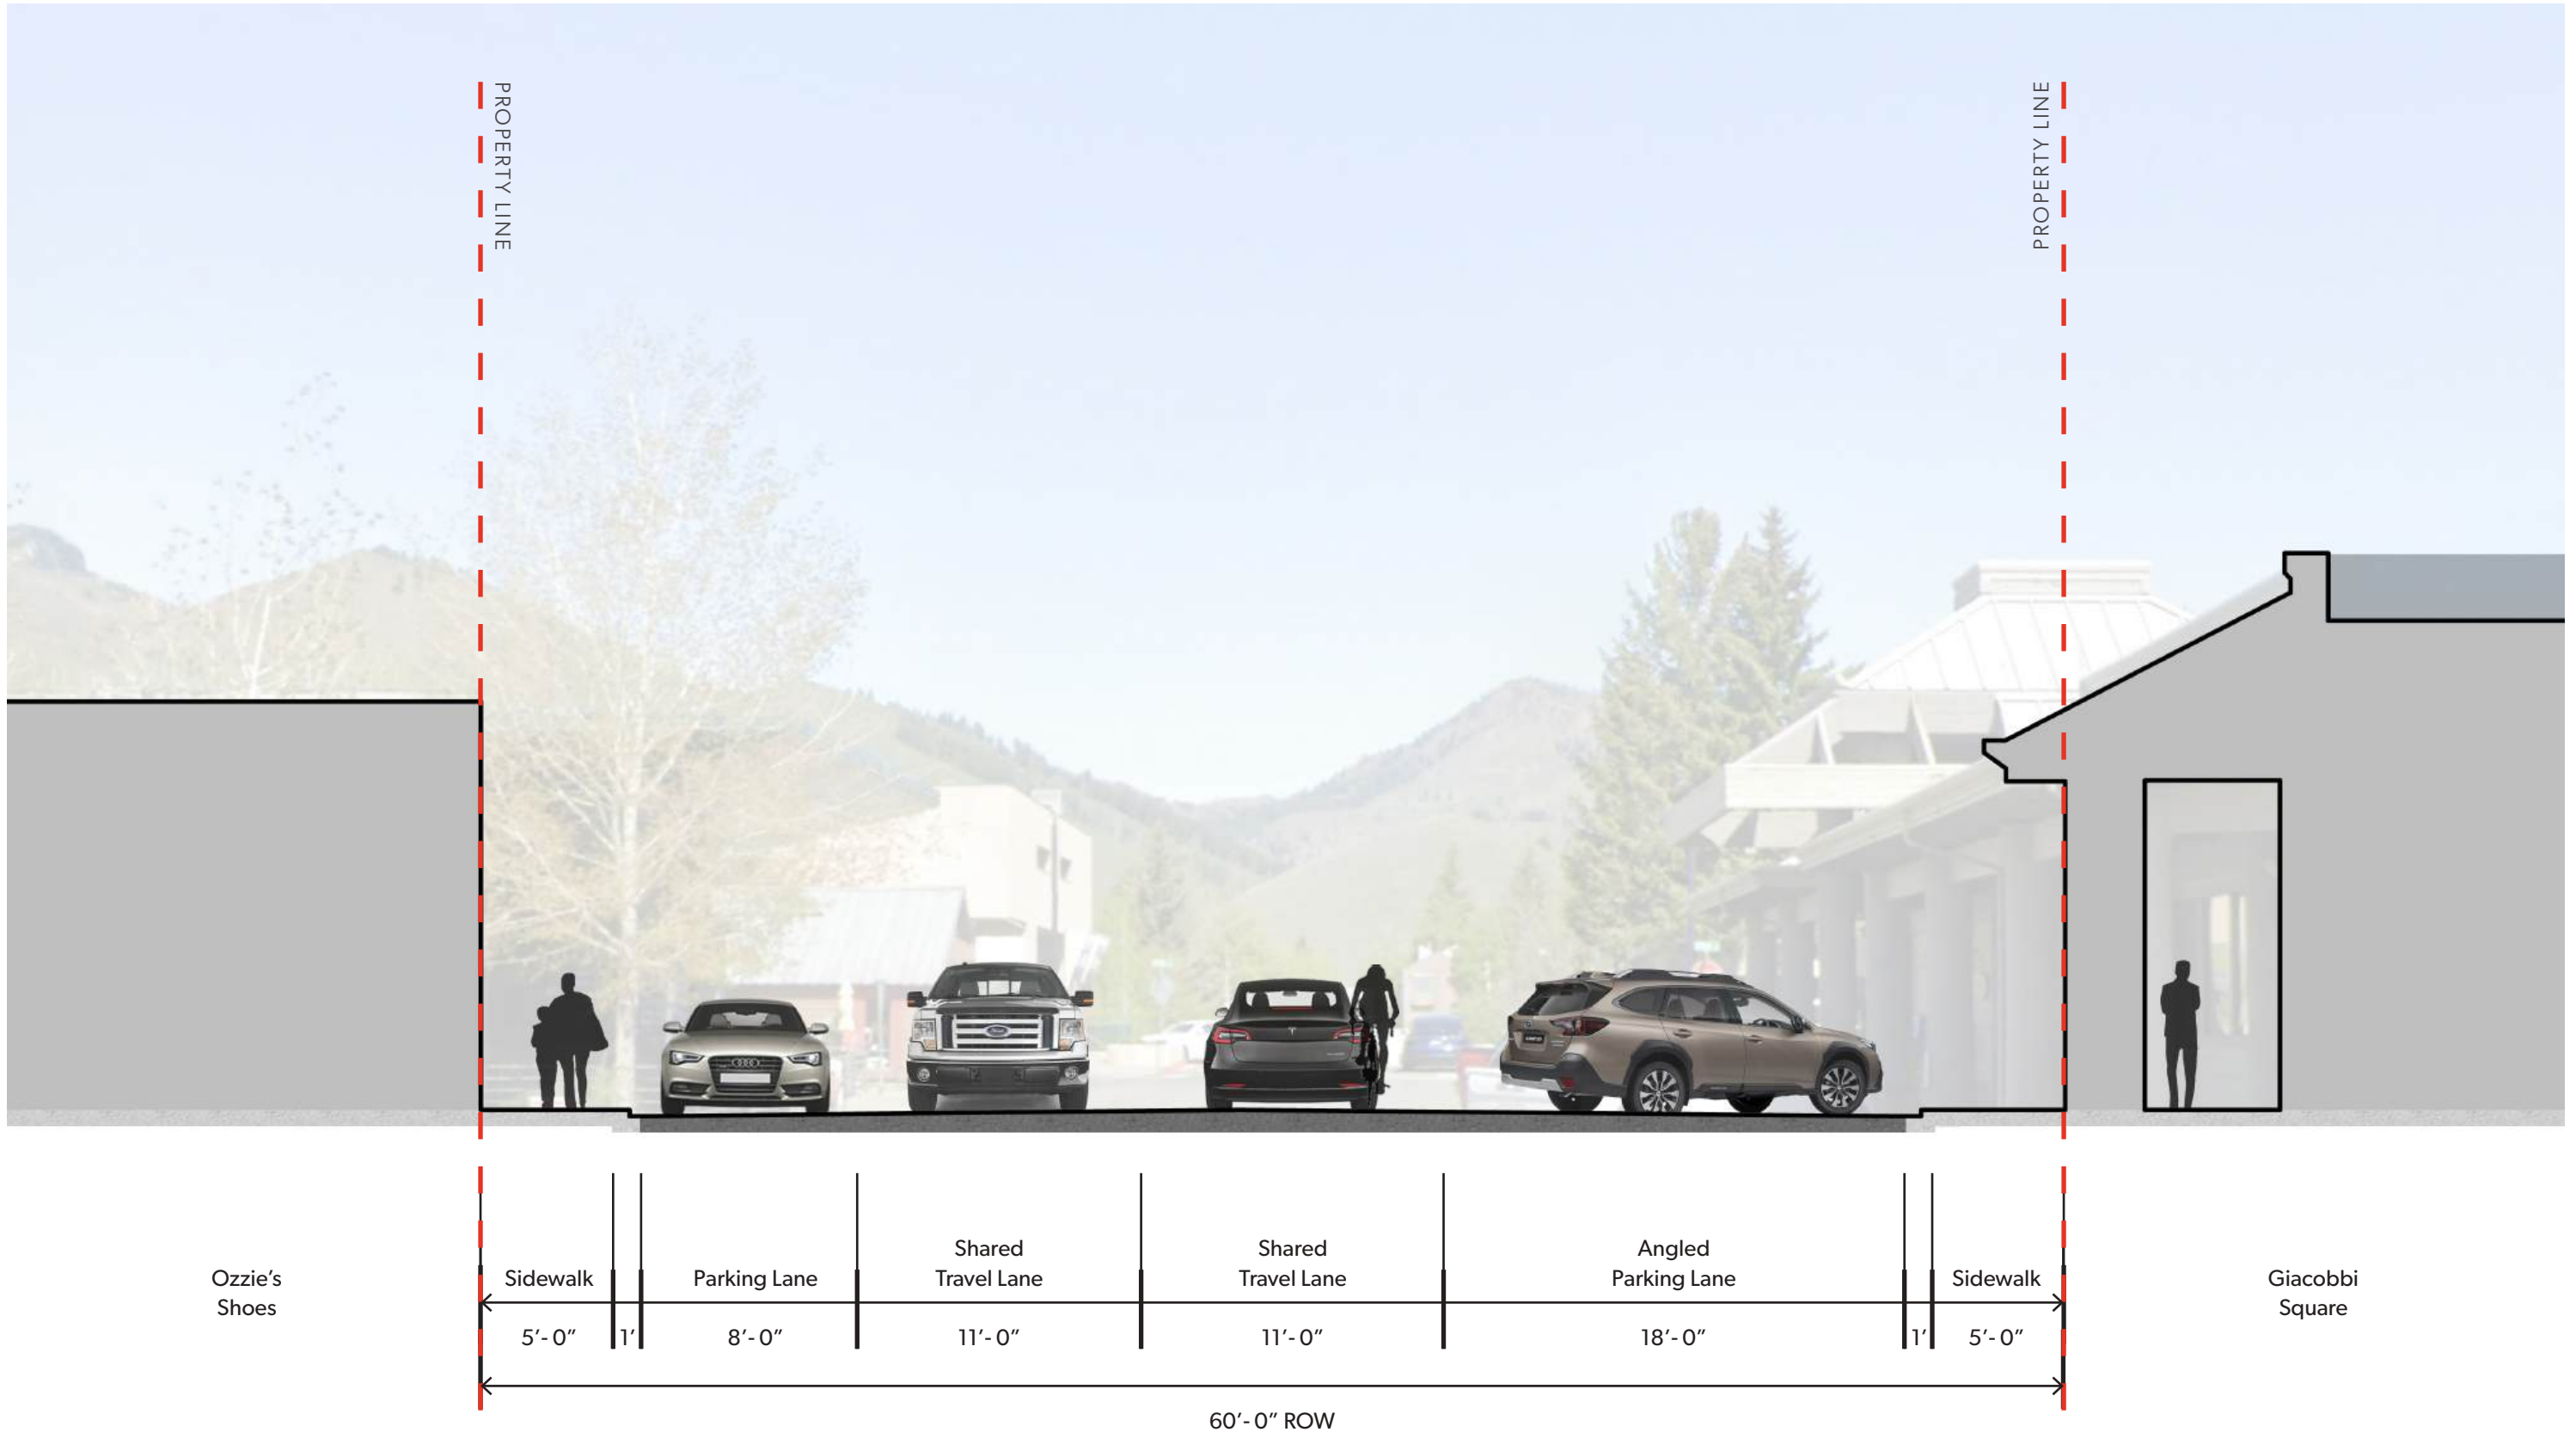 PROPERTY LINE
PROPERTY LINE
Ozzie’s
Shoes
Sidewalk
Parking Lane
Shared
Travel Lane
Shared
Travel Lane
Angled
Parking Lane
Sidewalk
Giacobbi
Square
5’- 0” 1’ 8’- 0” 11’- 0” 11’- 0” 18’- 0” 1’ 5’- 0”
60’- 0” ROW